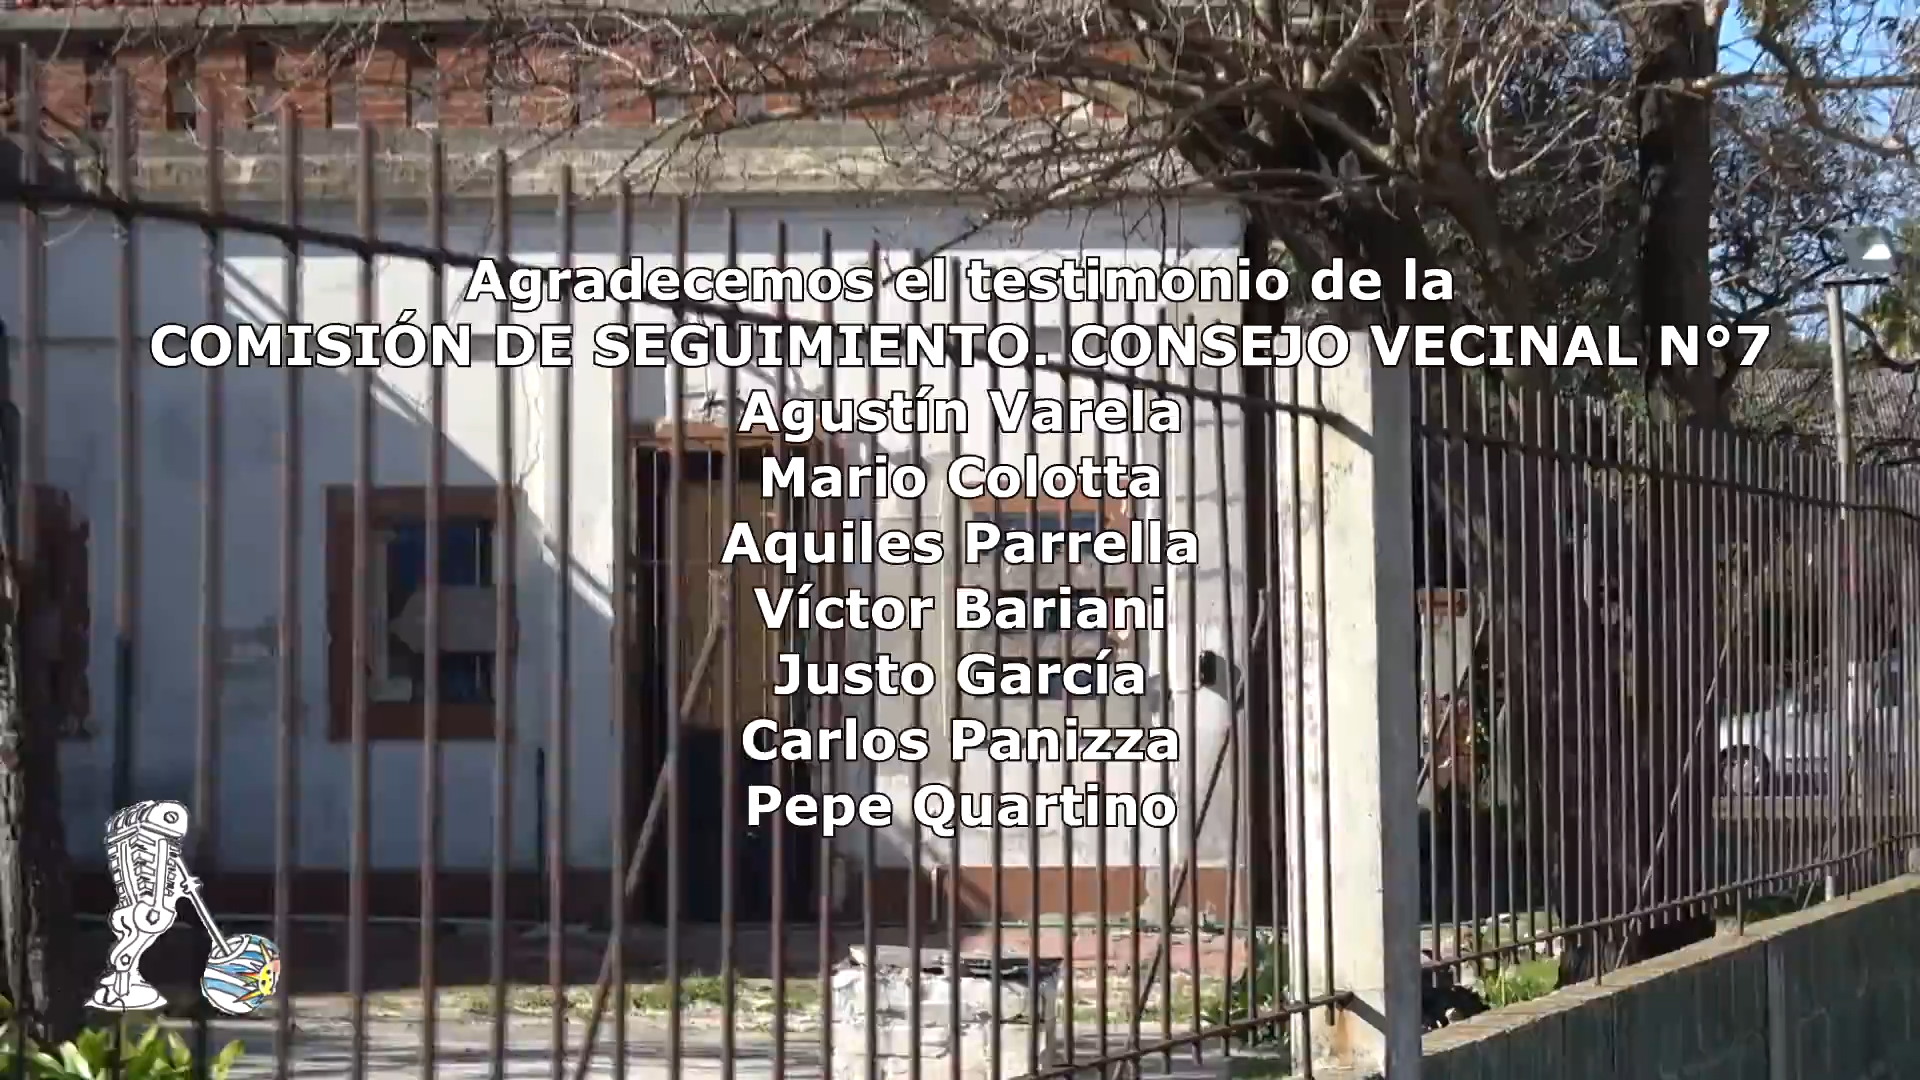 Agradecemos el testimonio de la
COMISIÓN DE SEGUIMIENTO. CONSEJO VECINAL N°7
Agustín Varela
Mario Colotta
Aquiles Parrella
Víctor Bariani
Justo García
Carlos Panizza
Pepe Quartino